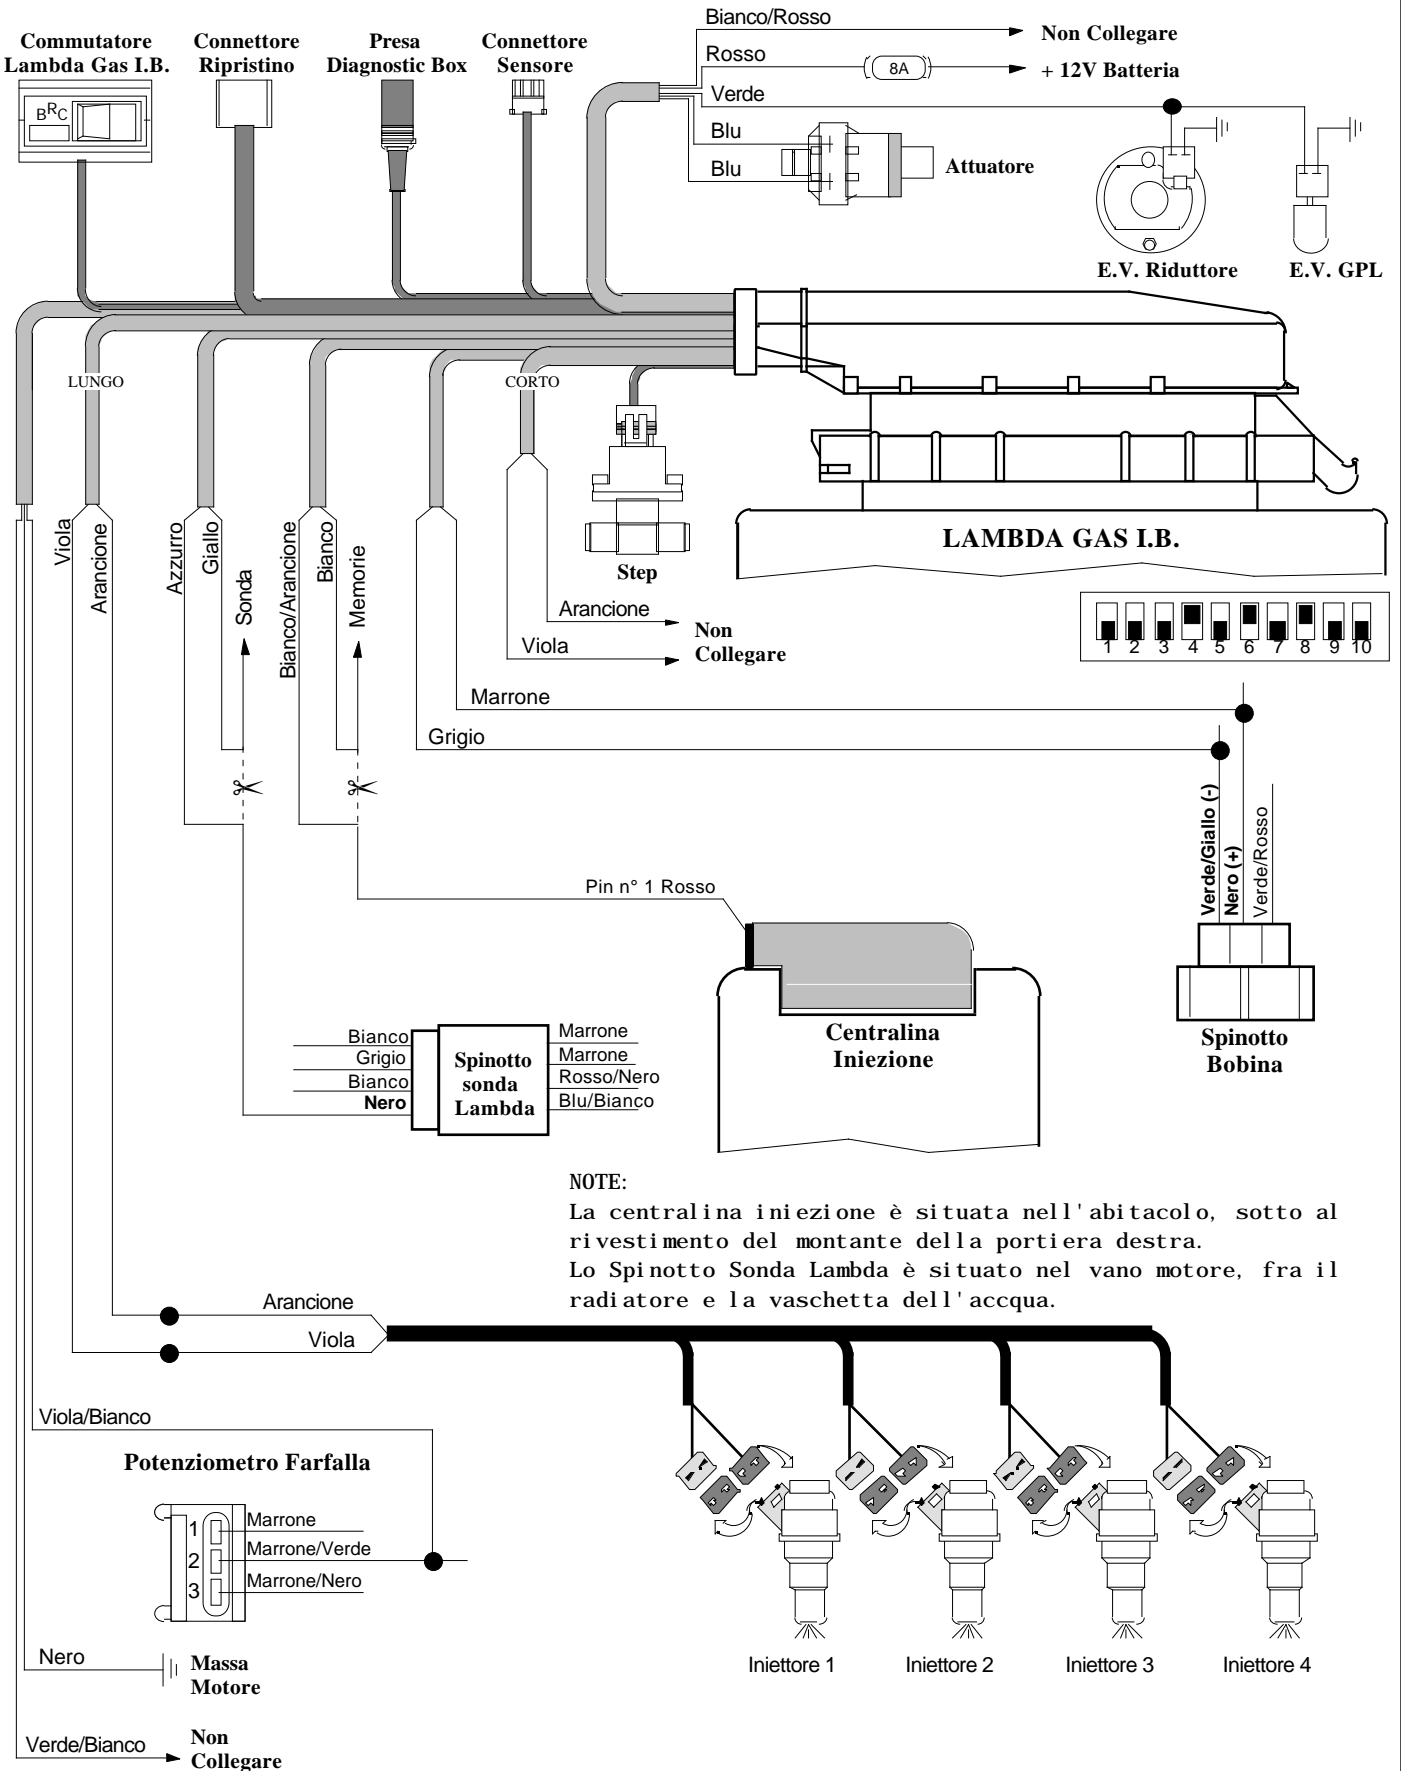 Bianco/Rosso
Non Collegare
Commutatore
Lambda Gas I.B.
Connettore
Ripristino
Presa
Diagnostic Box
Connettore
Sensore
Rosso
8A
+ 12V Batteria
Verde
BRC
Blu
Blu
Attuatore
E.V. Riduttore
E.V. GPL
LUNGO
CORTO
Viola
Arancione
Azzurro
Giallo
Sonda
Bianco/Arancione
Bianco
Memorie
Step
LAMBDA GAS I.B.
Arancione
Viola
Non
Collegare
1 2 3 4 5 6 7 8 9 10
Marrone
Grigio
Verde/Giallo (-)
Nero (+)
Verde/Rosso
Pin n° 1 Rosso
Centralina
Iniezione
Spinotto
Bobina
Bianco
Grigio
Bianco
Nero
Spinotto
sonda
Lambda
Marrone
Marrone
Rosso/Nero
Blu/Bianco
NOTE:
La centralina iniezione è situata nell'abitacolo, sotto al
rivestimento del montante della portiera destra.
Lo Spinotto Sonda Lambda è situato nel vano motore, fra il
radiatore e la vaschetta dell'accqua.
Arancione
Viola
Viola/Bianco
Potenziometro Farfalla
1
Marrone
2
Marrone/Verde
3
Marrone/Nero
Iniettore 1
Iniettore 2
Iniettore 3
Iniettore 4
Nero
Massa
Motore
Verde/Bianco
Non
Collegare